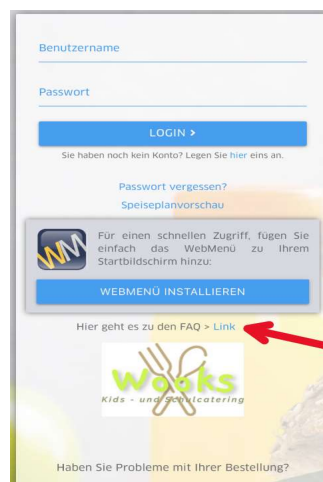 Benutzername
Passwort
LOGIN >
Sie haben noch kein Konto? Legen Sie hier eins an.
Passwort vergessen?
Speiseplanvorschau
WM
Für einen schnellen Zugriff, fügen Sie
einfach das WebMenü zu Ihrem
Startbildschirm hinzu:
WEBMENÜ INSTALLIEREN
Hier geht es zu den FAQ > Link
Wooks
Kids - und Schulcatering
Haben Sie Probleme mit Ihrer Bestellung?